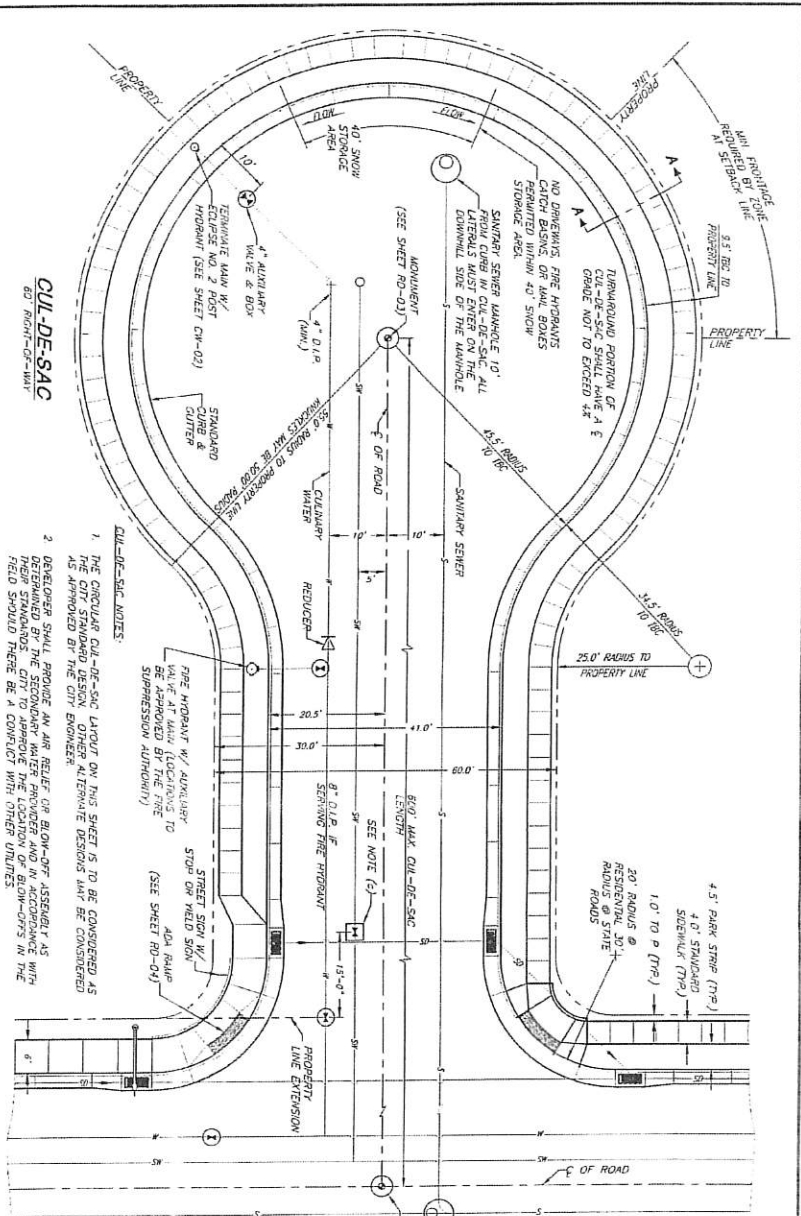 PROPERTY
LINE
PROPERTY
LINE
MIN. FRONTAGE
REQUIRED BY ZONE
AT SETBACK LINE
A
A
9.5' TBC TO
PROPERTY LINE
PROPERTY
LINE
FLOW
FLOW
40' SNOW
STORAGE
AREA
NO DRIVEWAYS, FIRE HYDRANTS
CATCH BASINS, OR MAIL BOXES
PERMITTED WITHIN 40' SNOW
STORAGE AREA.
TURNAROUND PORTION OF
CUL-DE-SAC SHALL HAVE A ℄
GRADE NOT TO EXCEED 4%
10'
4" AUXILIARY
VALVE & BOX
TERMINATE MAIN W/
ECLIPSE NO. 2 POST
HYDRANT (SEE SHEET CW-02)
SANITARY SEWER MANHOLE 10'
FROM CURB IN CUL-DE-SAC. ALL
LATERALS MUST ENTER ON THE
DOWNHILL SIDE OF THE MANHOLE
MONUMENT
(SEE SHEET RD-03)
4" D.I.P.
(MIN.)
STANDARD
CURB &
GUTTER
55.0' RADIUS TO PROPERTY LINE
KNUCKLES MAY BE 50.00' RADIUS
℄ OF ROAD
45.5' RADIUS
TO TBC
34.5' RADIUS
TO TBC
S
SW
W
CULINARY
WATER
SANITARY SEWER
10'
10'
5'
REDUCER
W
SW
S
25.0' RADIUS TO
PROPERTY LINE
FIRE HYDRANT W/ AUXILIARY
VALVE AT MAIN (LOCATIONS TO
BE APPROVED BY THE FIRE
SUPPRESSION AUTHORITY)
20.5'
41.0'
30.0'
60.0'
8" D.I.P. IF
SERVING FIRE HYDRANT
600' MAX. CUL-DE-SAC
LENGTH
SEE NOTE (c)
SW
S
STREET SIGN W/
STOP OR YIELD SIGN
ADA RAMP
(SEE SHEET RD-04)
15'-0"
SD
SD
20' RADIUS @
RESIDENTIAL 30'
RADIUS @ STATE
ROADS
4.5' PARK STRIP (TYP.)
4.0' STANDARD
SIDEWALK (TYP.)
1.0' TO P (TYP.)
PROPERTY
LINE EXTENSION
6'
SD
SD
W
W
SW
SW
℄ OF ROAD
S
S
CUL-DE-SAC
60' RIGHT-OF-WAY
CUL-DE-SAC NOTES:
1. THE CIRCULAR CUL-DE-SAC LAYOUT ON THIS SHEET IS TO BE CONSIDERED AS
THE CITY STANDARD DESIGN. OTHER ALTERNATE DESIGNS MAY BE CONSIDERED
AS APPROVED BY THE CITY ENGINEER.
2. DEVELOPER SHALL PROVIDE AN AIR RELIEF OR BLOW-OFF ASSEMBLY AS
DETERMINED BY THE SECONDARY WATER PROVIDER AND IN ACCORDANCE WITH
THEIR STANDARDS. CITY TO APPROVE THE LOCATION OF BLOW-OFFS IN THE
FIELD SHOULD THERE BE A CONFLICT WITH OTHER UTILITIES.